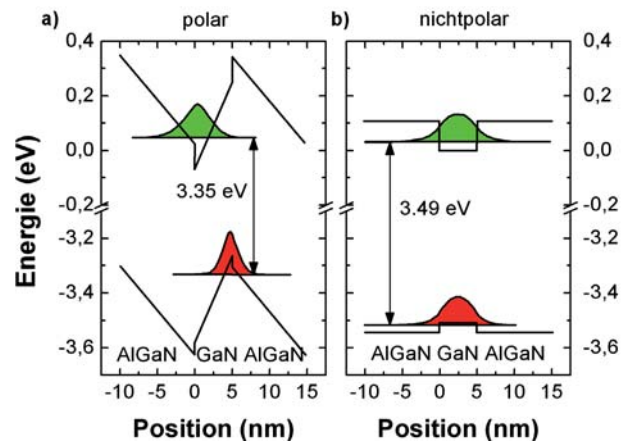 a) polar
b) nichtpolar
Energie (eV)
0,4
0,2
0,0
-0,2
-3,2
-3,4
-3,6
3.35 eV
AlGaN GaN AlGaN
-10 -5 0 5 10 15
Position (nm)
3.49 eV
AlGaN GaN AlGaN
-10 -5 0 5 10 15
Position (nm)
0,4
0,2
0,0
-0,2
-3,2
-3,4
-3,6